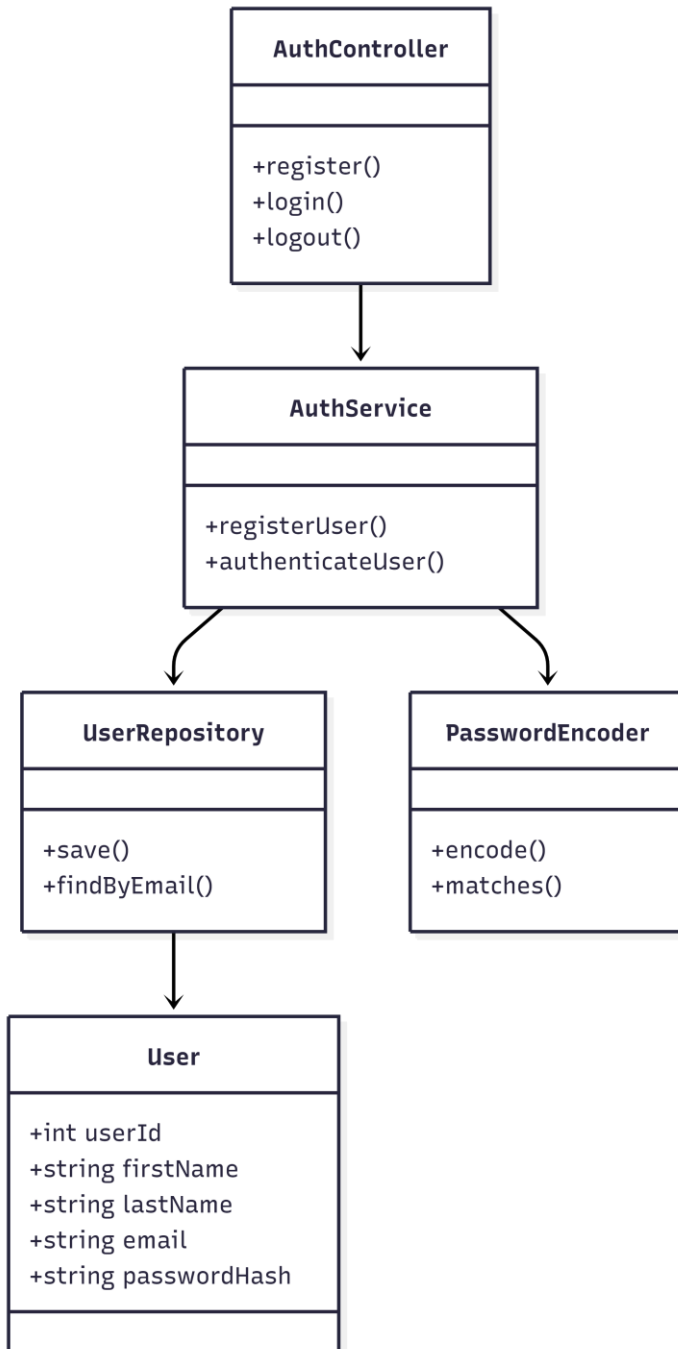 AuthController
+register()
+login()
+logout()
AuthService
+registerUser()
+authenticateUser()
UserRepository
+save()
+findByEmail()
PasswordEncoder
+encode()
+matches()
User
+int userId
+string firstName
+string lastName
+string email
+string passwordHash